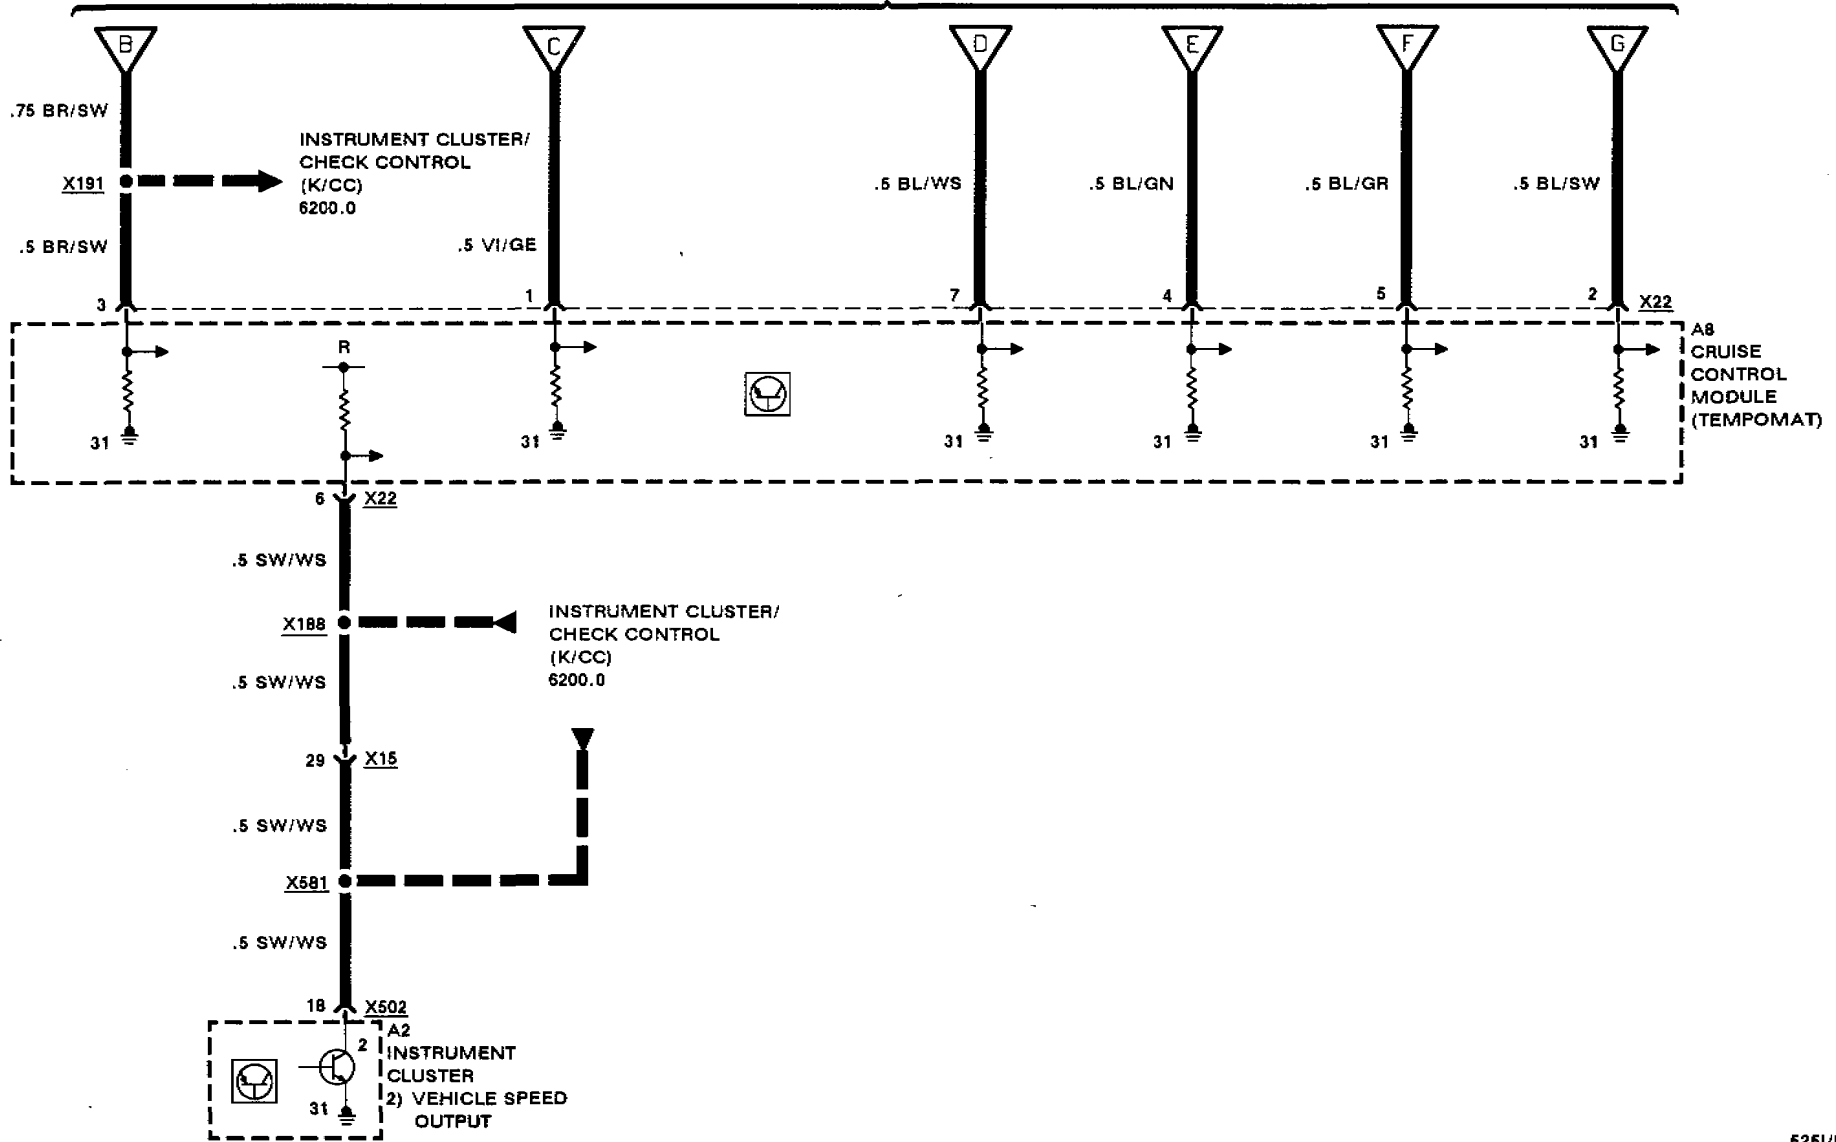 B C D E F G
.75 BR/SW
INSTRUMENT CLUSTER/
CHECK CONTROL
(K/CC)
6200.0
X191
.5 BL/WS
.5 BL/GN
.5 BL/GR
.5 BL/SW
.5 BR/SW
.5 VI/GE
3 1 7 4 5 2 X22
A8
CRUISE
CONTROL
MODULE
(TEMPOMAT)
R
31 31 31 31 31 31
6 X22
.5 SW/WS
X188
INSTRUMENT CLUSTER/
CHECK CONTROL
(K/CC)
6200.0
.5 SW/WS
29 X15
.5 SW/WS
X581
.5 SW/WS
18 X502
A2
2
INSTRUMENT
CLUSTER
2) VEHICLE SPEED
OUTPUT
31